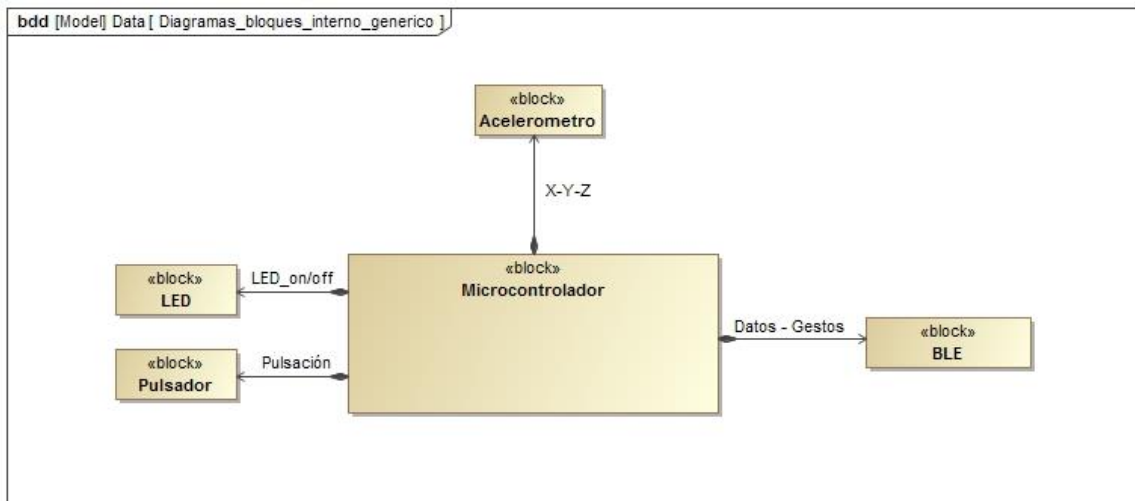 bdd [Model] Data [ Diagramas_bloques_interno_generico ]
«block»
Acelerometro
X-Y-Z
«block»
Microcontrolador
«block»
LED
LED_on/off
«block»
Pulsador
Pulsación
Datos - Gestos
«block»
BLE